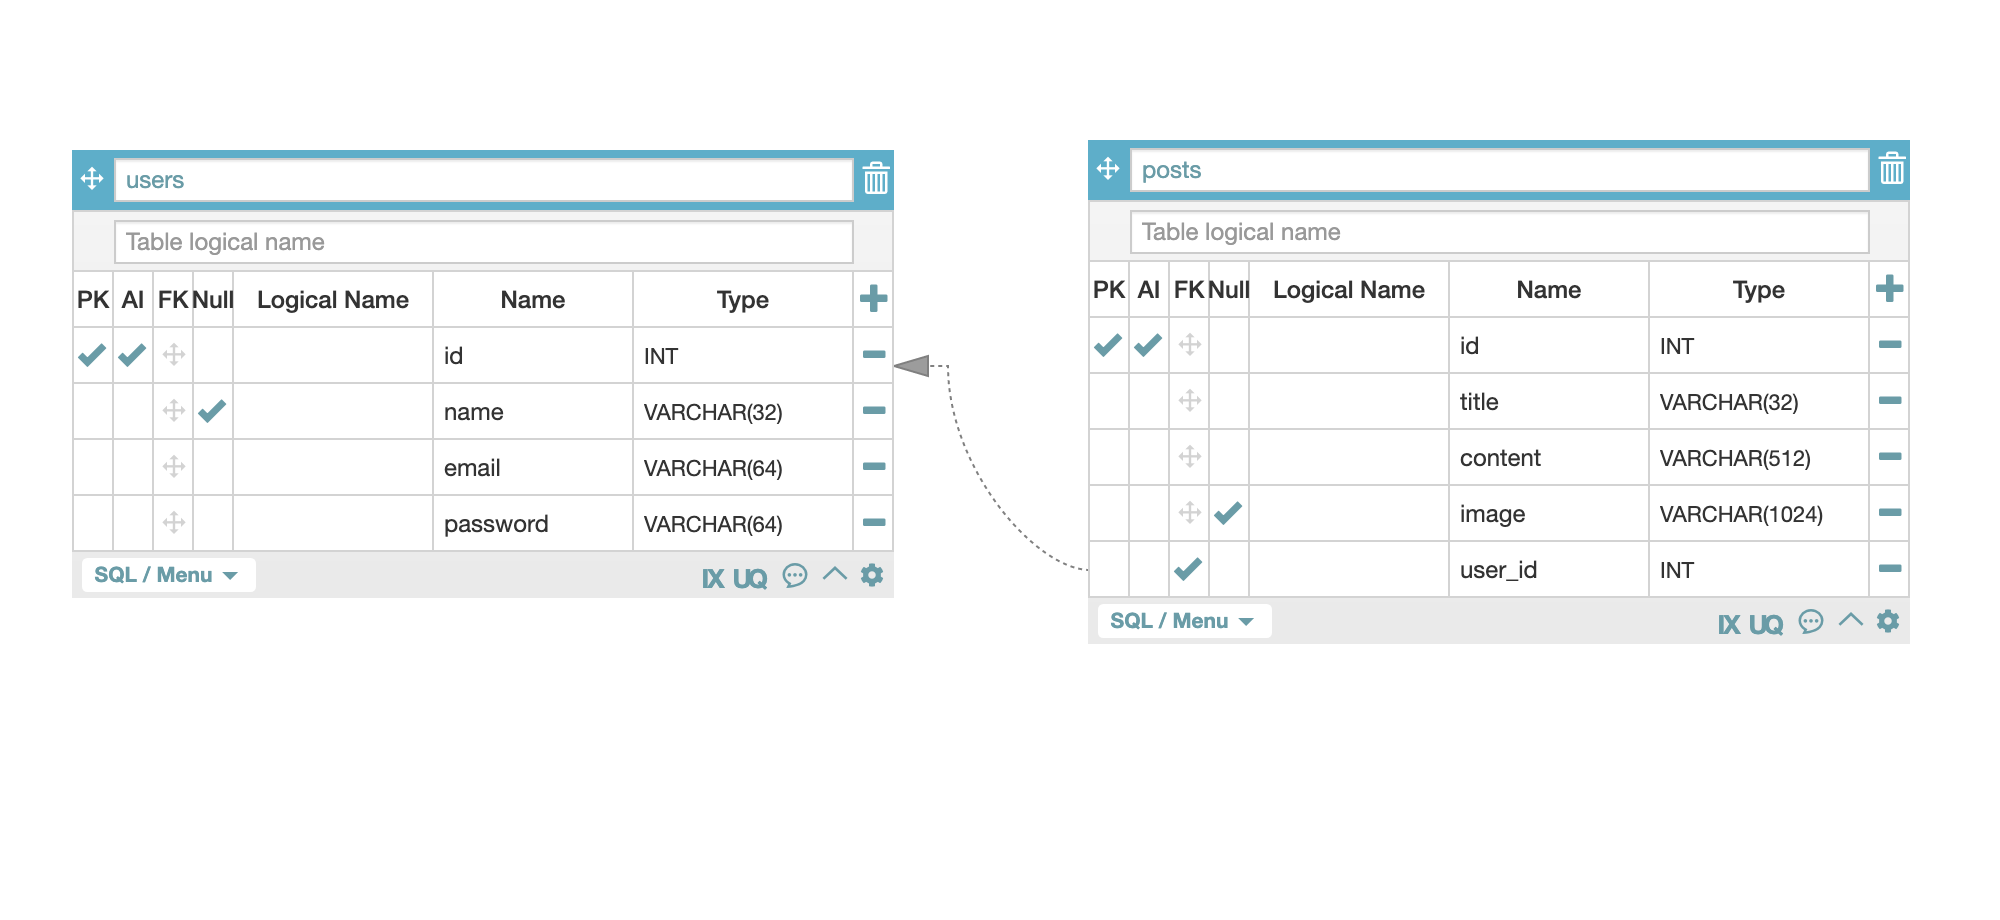 users
Table logical name
PK AI FK Null Logical Name Name Type
id INT
name VARCHAR(32)
email VARCHAR(64)
password VARCHAR(64)
SQL / Menu IX UQ
posts
Table logical name
PK AI FK Null Logical Name Name Type
id INT
title VARCHAR(32)
content VARCHAR(512)
image VARCHAR(1024)
user_id INT
SQL / Menu IX UQ